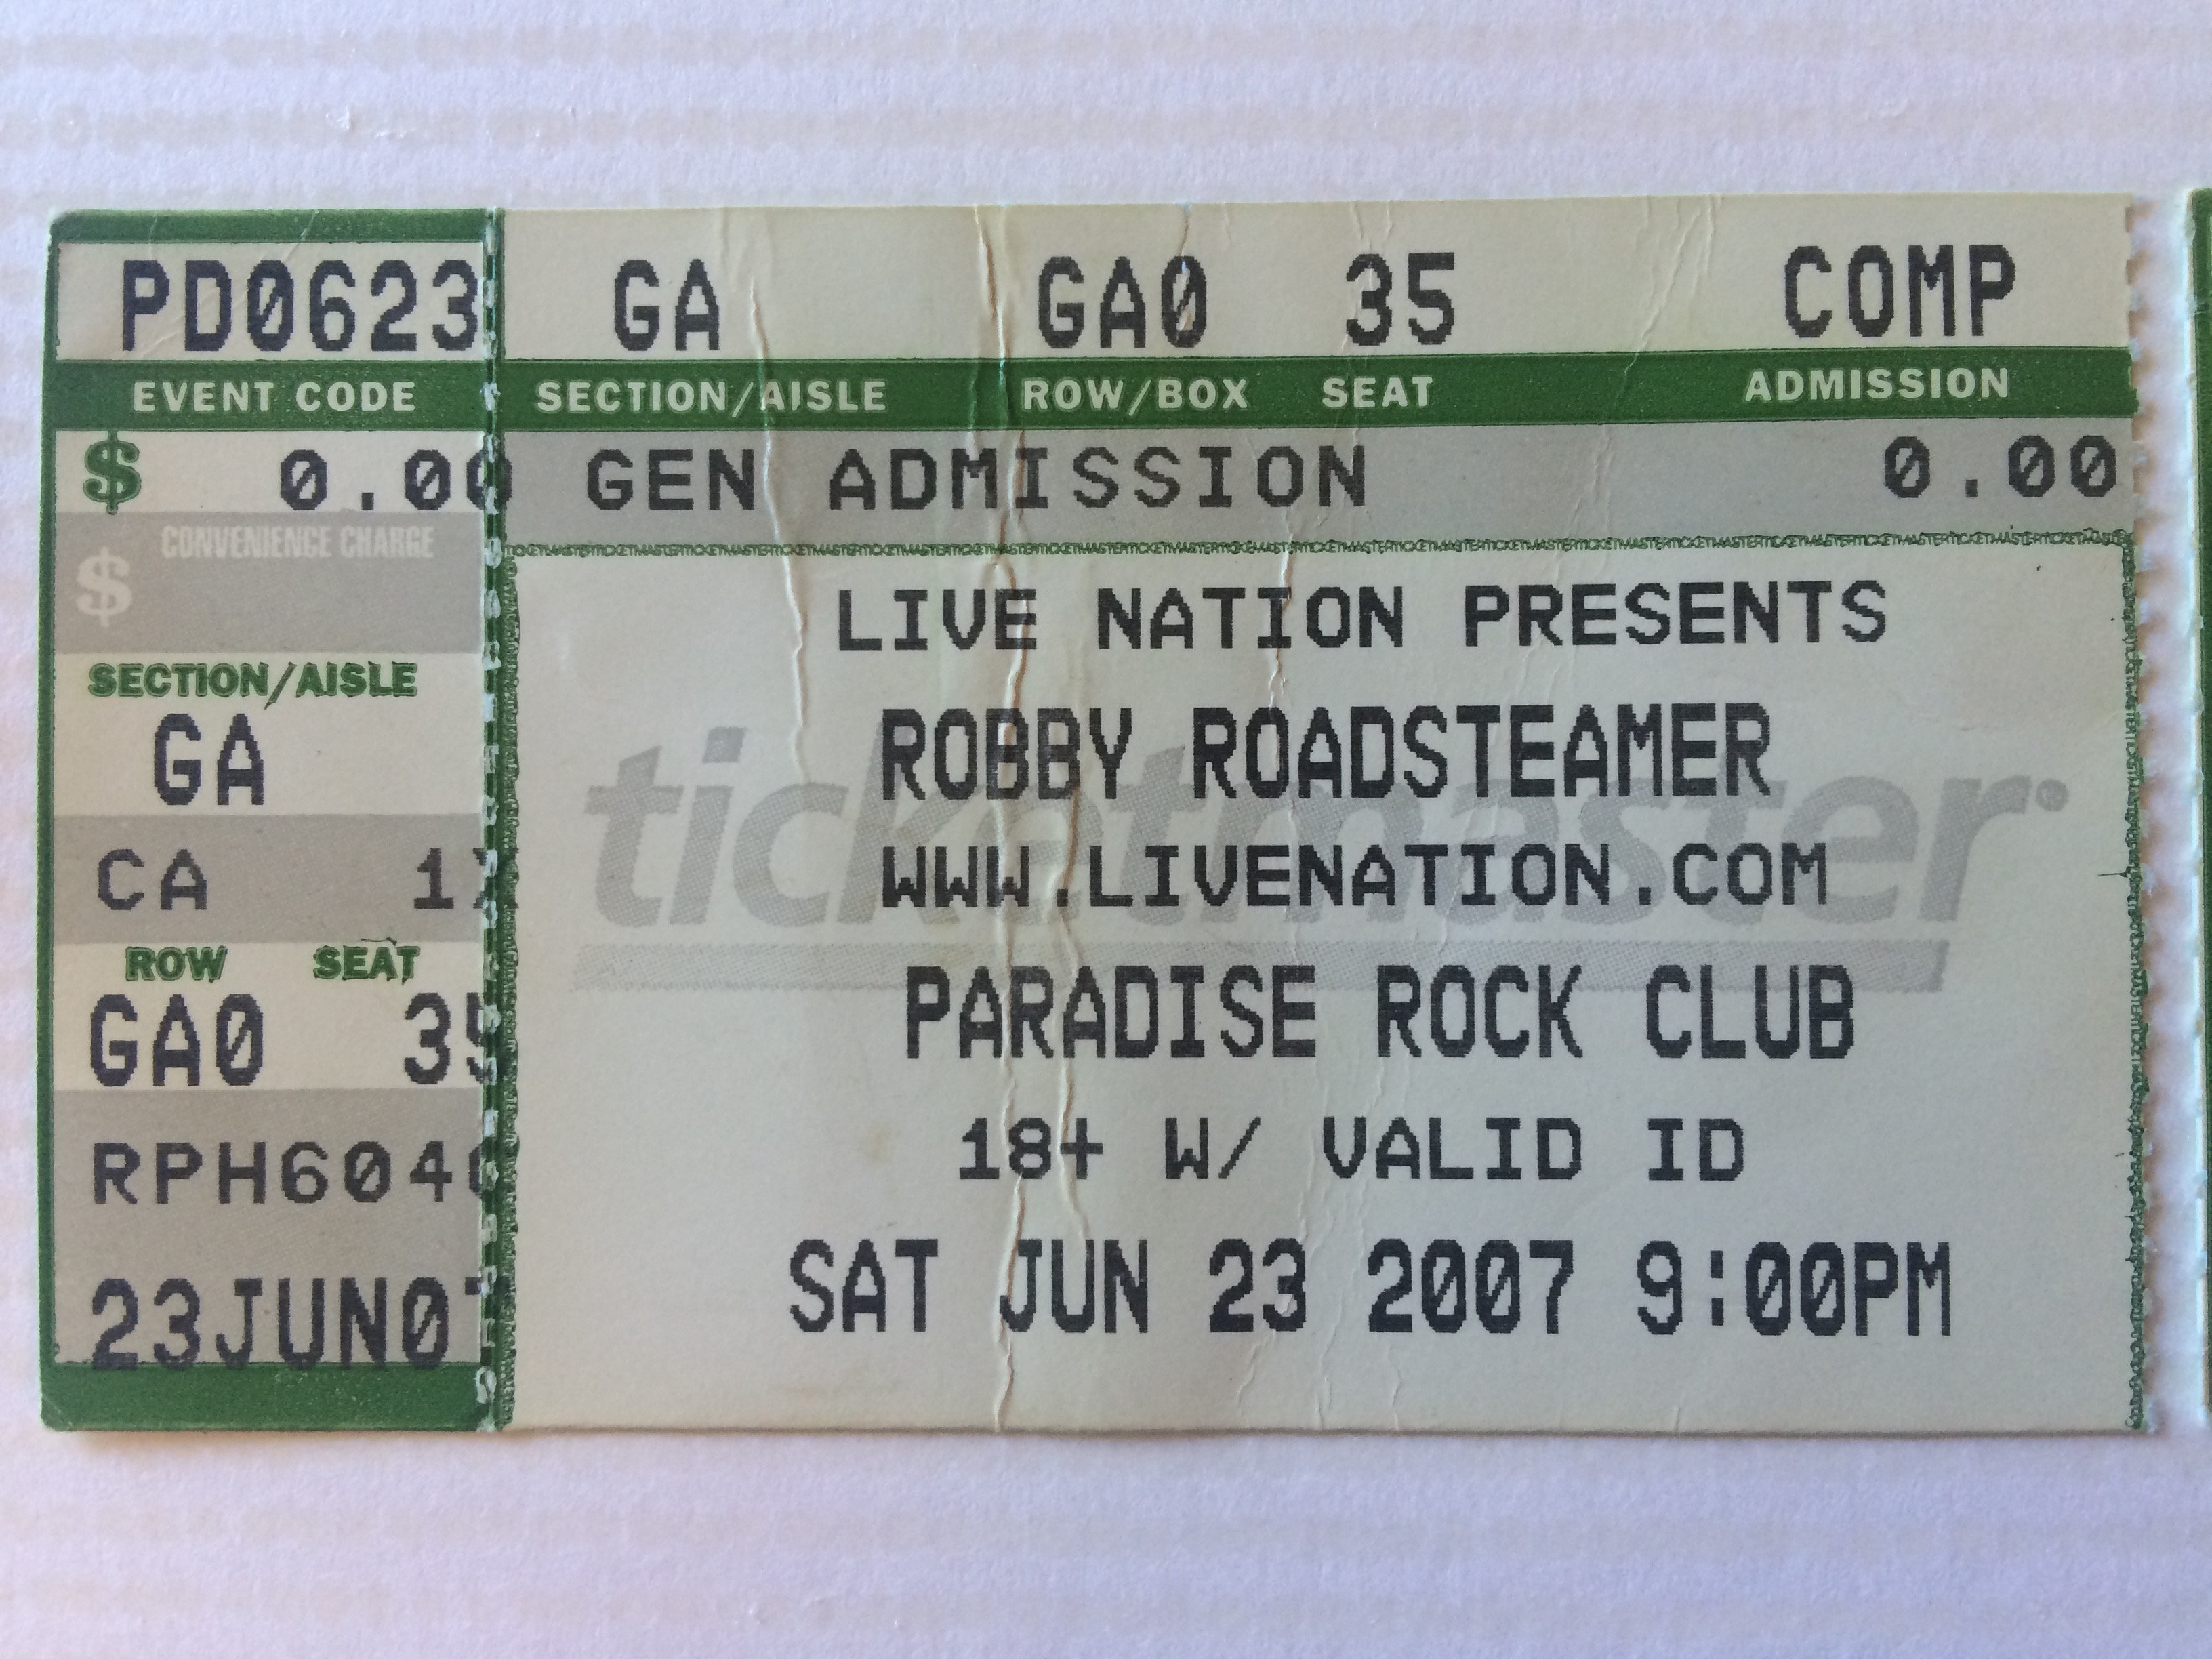 PD0623 GA GA0 35 COMP
EVENT CODE SECTION/AISLE ROW/BOX SEAT ADMISSION
$ 0.00 GEN ADMISSION 0.00
CONVENIENCE CHARGE
$
SECTION/AISLE
GA
CA
ROW SEAT
GA0 35
23JUN07
LIVE NATION PRESENTS
ROBBY ROADSTEAMER
ticketmaster
WWW.LIVENATION.COM
PARADISE ROCK CLUB
18+ W/ VALID ID
SAT JUN 23 2007 9:00PM